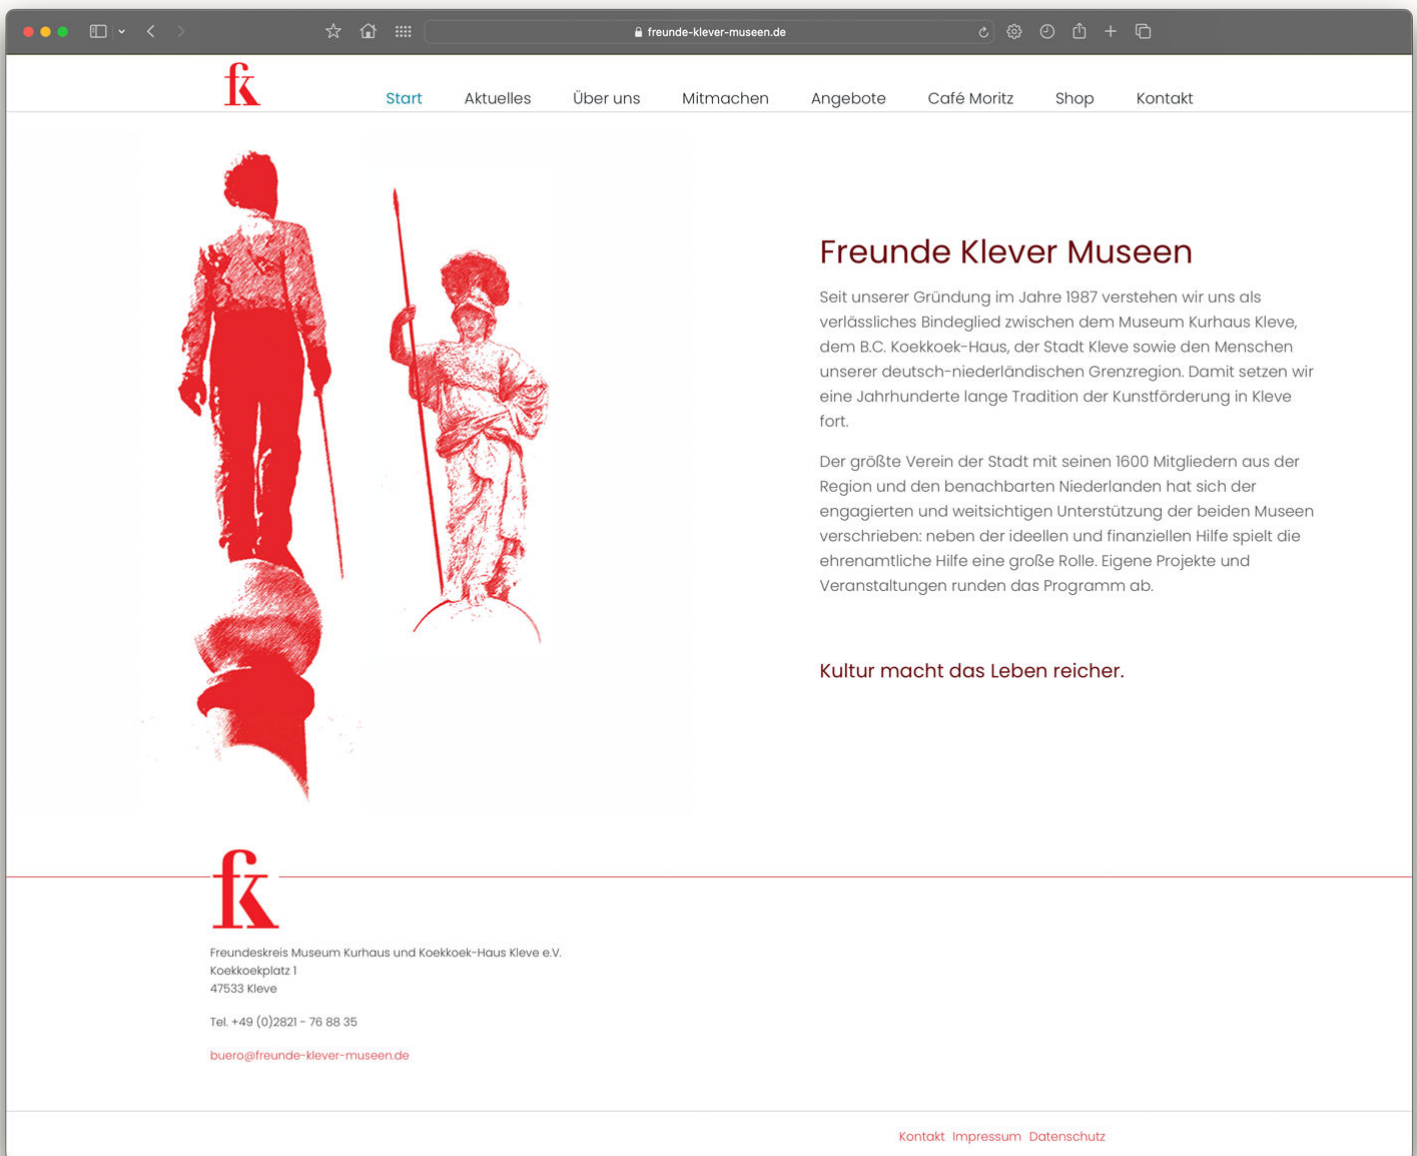 freunde-klever-museen.de
fk
Start Aktuelles Über uns Mitmachen Angebote Café Moritz Shop Kontakt
Freunde Klever Museen
Seit unserer Gründung im Jahre 1987 verstehen wir uns als
verlässliches Bindeglied zwischen dem Museum Kurhaus Kleve,
dem B.C. Koekkoek-Haus, der Stadt Kleve sowie den Menschen
unserer deutsch-niederländischen Grenzregion. Damit setzen wir
eine Jahrhunderte lange Tradition der Kunstförderung in Kleve
fort.
Der größte Verein der Stadt mit seinen 1600 Mitgliedern aus der
Region und den benachbarten Niederlanden hat sich der
engagierten und weitsichtigen Unterstützung der beiden Museen
verschrieben: neben der ideellen und finanziellen Hilfe spielt die
ehrenamtliche Hilfe eine große Rolle. Eigene Projekte und
Veranstaltungen runden das Programm ab.
Kultur macht das Leben reicher.
fk
Freundeskreis Museum Kurhaus und Koekkoek-Haus Kleve e.V.
Koekkoekplatz 1
47533 Kleve
Tel. +49 (0)2821 - 76 88 35
buero@freunde-klever-museen.de
Kontakt Impressum Datenschutz